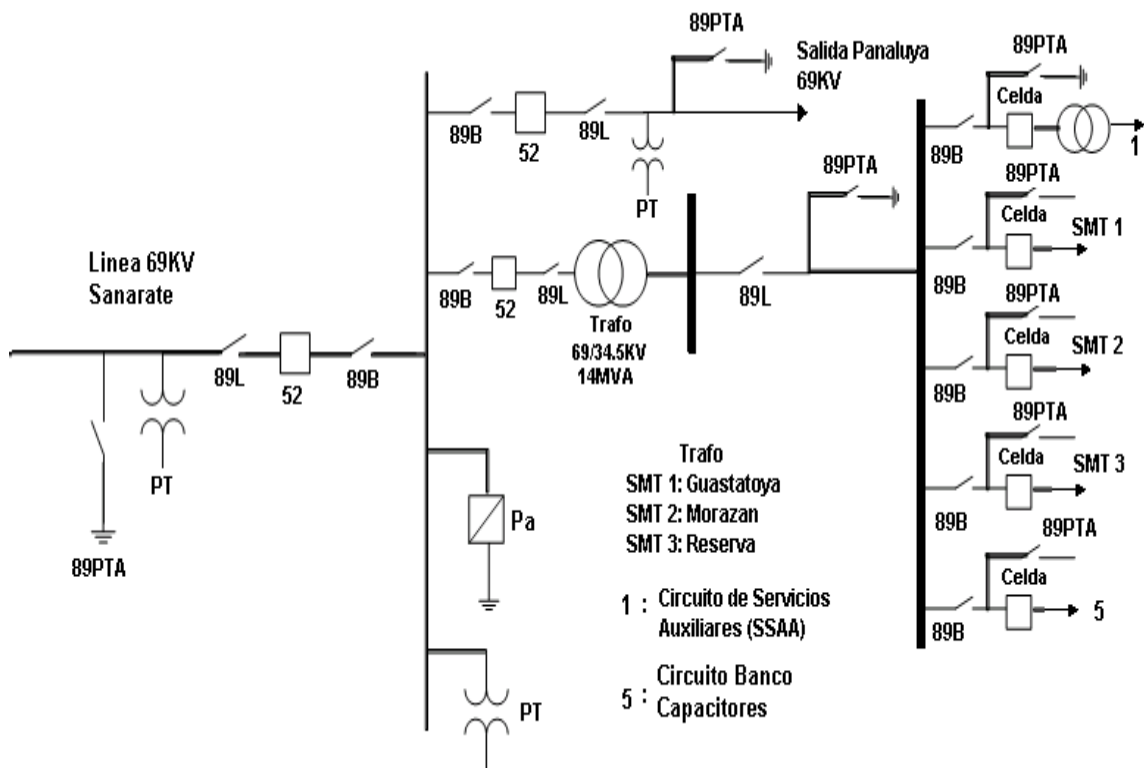 89PTA
Salida Panaluya
69KV
89PTA
Celda
89B
52
89L
89B
1
PT
89PTA
89PTA
Celda
SMT 1
89B
Linea 69KV
Sanarate
89B
52
89L
Trafo
69/34.5KV
14MVA
89L
89PTA
Celda
SMT 2
89B
89L
52
89B
PT
89PTA
Pa
PT
Trafo
SMT 1: Guastatoya
SMT 2: Morazan
SMT 3: Reserva
1 : Circuito de Servicios
Auxiliares (SSAA)
5 : Circuito Banco
Capacitores
89PTA
Celda
SMT 3
89B
89PTA
Celda
5
89B